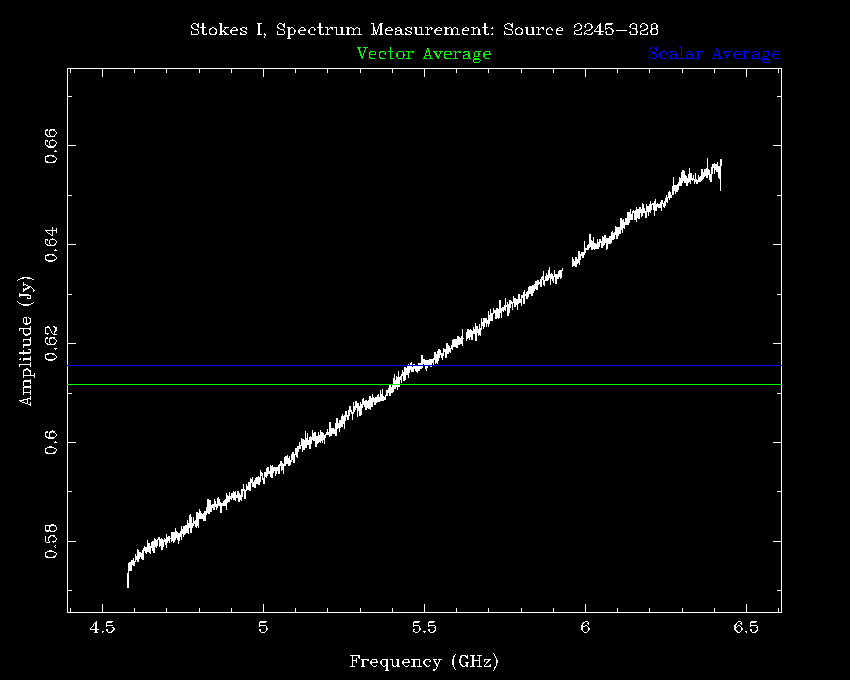 Stokes I, Spectrum Measurement: Source 2245−328
Vector Average
Scalar Average
0.66
0.64
0.62
0.6
0.58
Amplitude (Jy)
4.5 5 5.5 6 6.5
Frequency (GHz)